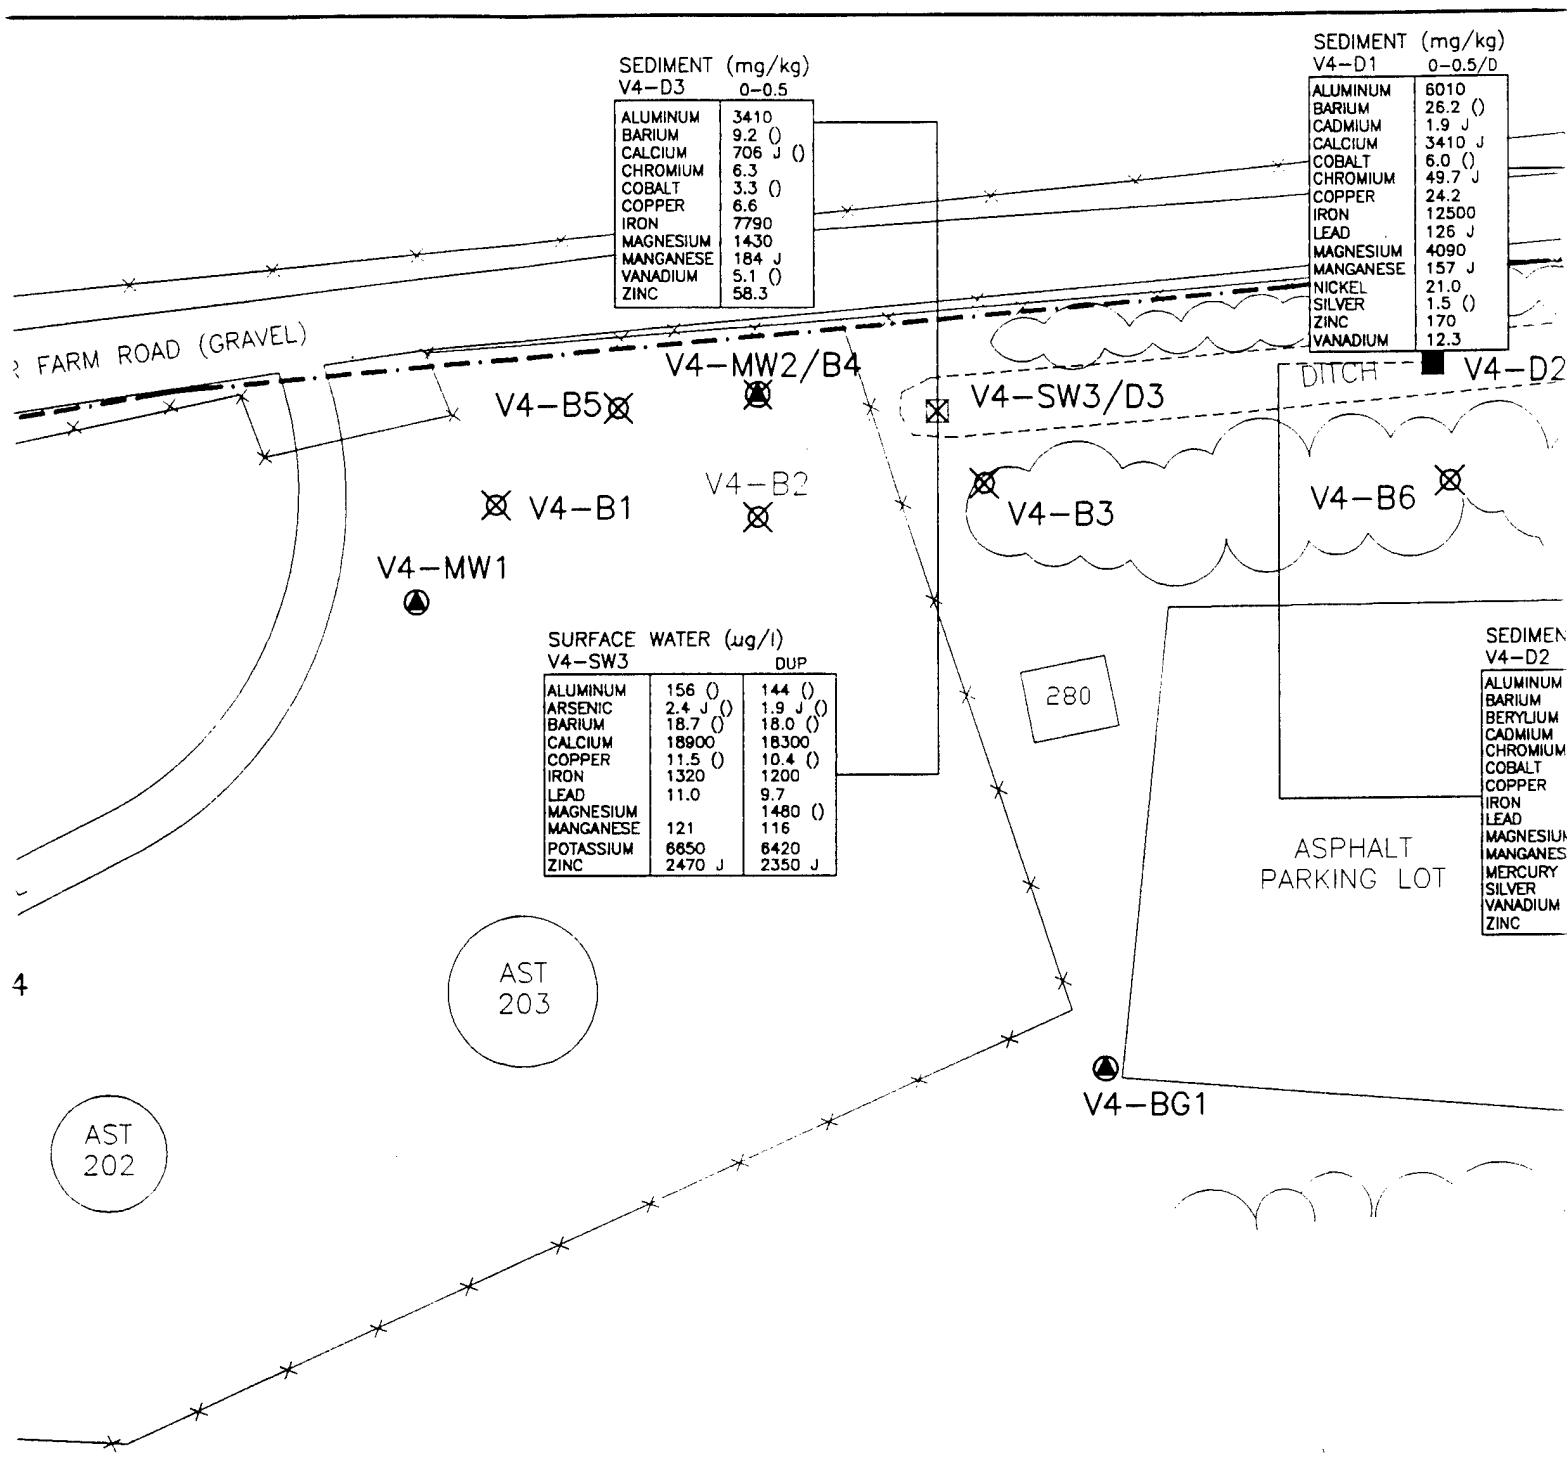 SEDIMENT (mg/kg)
V4-D3 0-0.5
ALUMINUM 3410
BARIUM 9.2 ()
CALCIUM 706 J ()
CHROMIUM 6.3
COBALT 3.3 ()
COPPER 6.6
IRON 7790
MAGNESIUM 1430
MANGANESE 184 J
VANADIUM 5.1 ()
ZINC 58.3
SEDIMENT (mg/kg)
V4-D1 0-0.5/D
ALUMINUM 6010
BARIUM 26.2 ()
CADMIUM 1.9 J
CALCIUM 3410 J
COBALT 6.0 ()
CHROMIUM 49.7 J
COPPER 24.2
IRON 12500
LEAD 126 J
MAGNESIUM 4090
MANGANESE 157 J
NICKEL 21.0
SILVER 1.5 ()
ZINC 170
VANADIUM 12.3
FARM ROAD (GRAVEL)
V4-MW2/B4
V4-B5
V4-SW3/D3
DITCH
V4-D2
V4-B1
V4-B2
V4-B3
V4-B6
V4-MW1
SURFACE WATER (ug/l)
V4-SW3 DUP
ALUMINUM 156 () 144 ()
ARSENIC 2.4 J () 1.9 J ()
BARIUM 18.7 () 18.0 ()
CALCIUM 18900 18300
COPPER 11.5 () 10.4 ()
IRON 1320 1200
LEAD 11.0 9.7
MAGNESIUM 1480 ()
MANGANESE 121 116
POTASSIUM 6650 6420
ZINC 2470 J 2350 J
280
SEDIMEN
V4-D2
ALUMINUM
BARIUM
BERYLIUM
CADMIUM
CHROMIUM
COBALT
COPPER
IRON
LEAD
MAGNESIU
MANGANES
MERCURY
SILVER
VANADIUM
ZINC
ASPHALT
PARKING LOT
4
AST
203
V4-BG1
AST
202